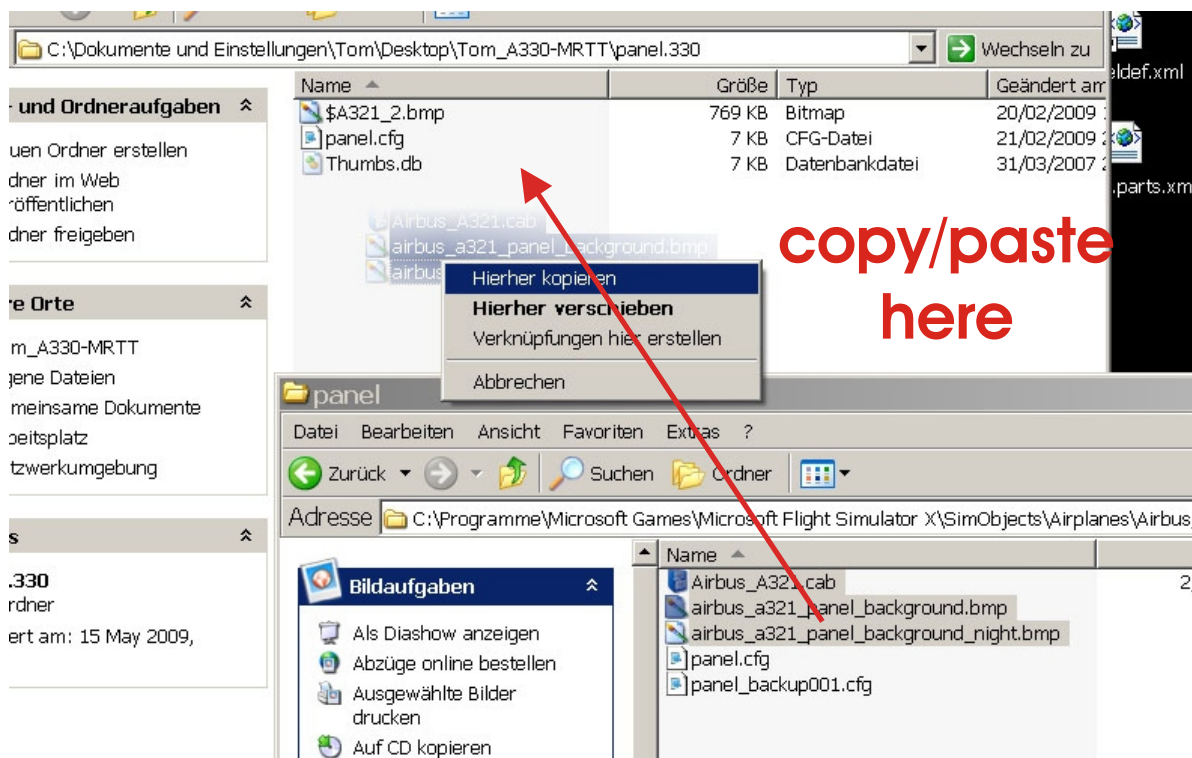 C:\Dokumente und Einstellungen\Tom\Desktop\Tom_A330-MRTT\panel.330
Wechseln zu
eldef.xml
- und Ordneraufgaben
uen Ordner erstellen
dner im Web
röffentlichen
dner freigeben
re Orte
m_A330-MRTT
gene Dateien
meinsame Dokumente
beitsplatz
tzwerkumgebung
s
.330
rdner
ert am: 15 May 2009,
Name Größe Typ Geändert am
$A321_2.bmp 769 KB Bitmap 20/02/2009
panel.cfg 7 KB CFG-Datei 21/02/2009
Thumbs.db 7 KB Datenbankdatei 31/03/2007
.parts.xm
Airbus_A321.cab
airbus_a321_panel_background.bmp
airbus
copy/paste
here
Hierher kopieren
Hierher verschieben
Verknüpfungen hier erstellen
Abbrechen
panel
Datei Bearbeiten Ansicht Favoriten Extras ?
Zurück Suchen Ordner
Adresse C:\Programme\Microsoft Games\Microsoft Flight Simulator X\SimObjects\Airplanes\Airbus_
Bildaufgaben
Als Diashow anzeigen
Abzüge online bestellen
Ausgewählte Bilder
drucken
Auf CD kopieren
Name
Airbus_A321.cab 2,
airbus_a321_panel_background.bmp
airbus_a321_panel_background_night.bmp
panel.cfg
panel_backup001.cfg